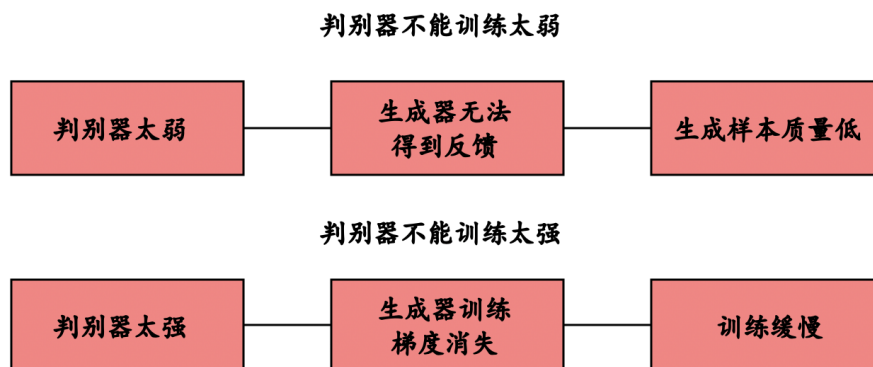 判别器不能训练太弱
判别器太弱
生成器无法
得到反馈
生成样本质量低
判别器不能训练太强
判别器太强
生成器训练
梯度消失
训练缓慢